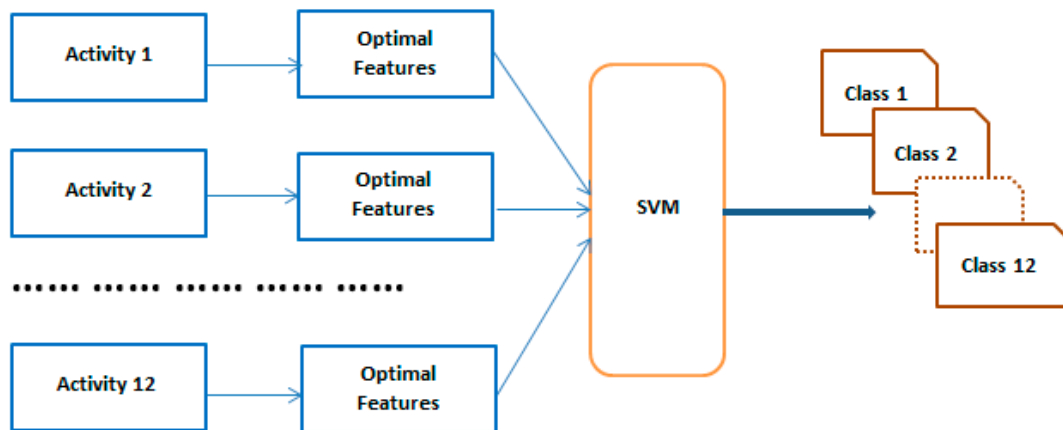 Activity 1
Optimal
Features
Activity 2
Optimal
Features
Activity 12
Optimal
Features
SVM
Class 1
Class 2
Class 12